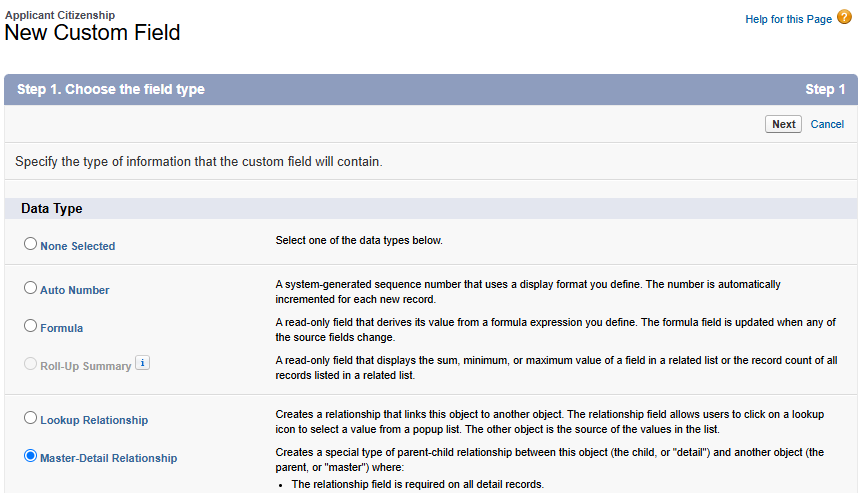 Applicant Citizenship
New Custom Field
Help for this Page ?
Step 1. Choose the field type
Step 1
Next
Cancel
Specify the type of information that the custom field will contain.
Data Type
None Selected
Select one of the data types below.
Auto Number
A system-generated sequence number that uses a display format you define. The number is automatically
incremented for each new record.
Formula
A read-only field that derives its value from a formula expression you define. The formula field is updated when any of
the source fields change.
Roll-Up Summary i
A read-only field that displays the sum, minimum, or maximum value of a field in a related list or the record count of all
records listed in a related list.
Lookup Relationship
Creates a relationship that links this object to another object. The relationship field allows users to click on a lookup
icon to select a value from a popup list. The other object is the source of the values in the list.
Master-Detail Relationship
Creates a special type of parent-child relationship between this object (the child, or "detail") and another object (the
parent, or "master") where:
• The relationship field is required on all detail records.